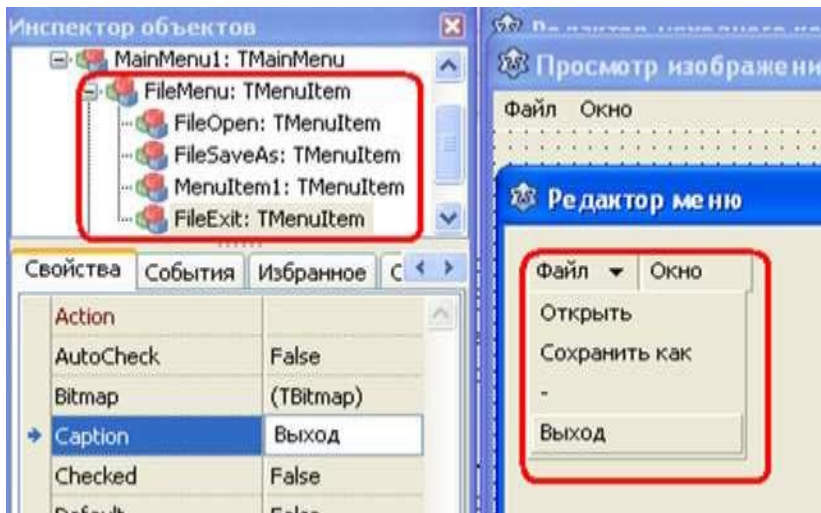 Инспектор объектов
MainMenu1: TMainMenu
FileMenu: TMenuItem
FileOpen: TMenuItem
FileSaveAs: TMenuItem
MenuItem1: TMenuItem
FileExit: TMenuItem
Свойства События Избранное С
Action
AutoCheck False
Bitmap (TBitmap)
Caption Выход
Checked False
Просмотр изображени
Файл Окно
Редактор меню
Файл Окно
Открыть
Сохранить как
-
Выход